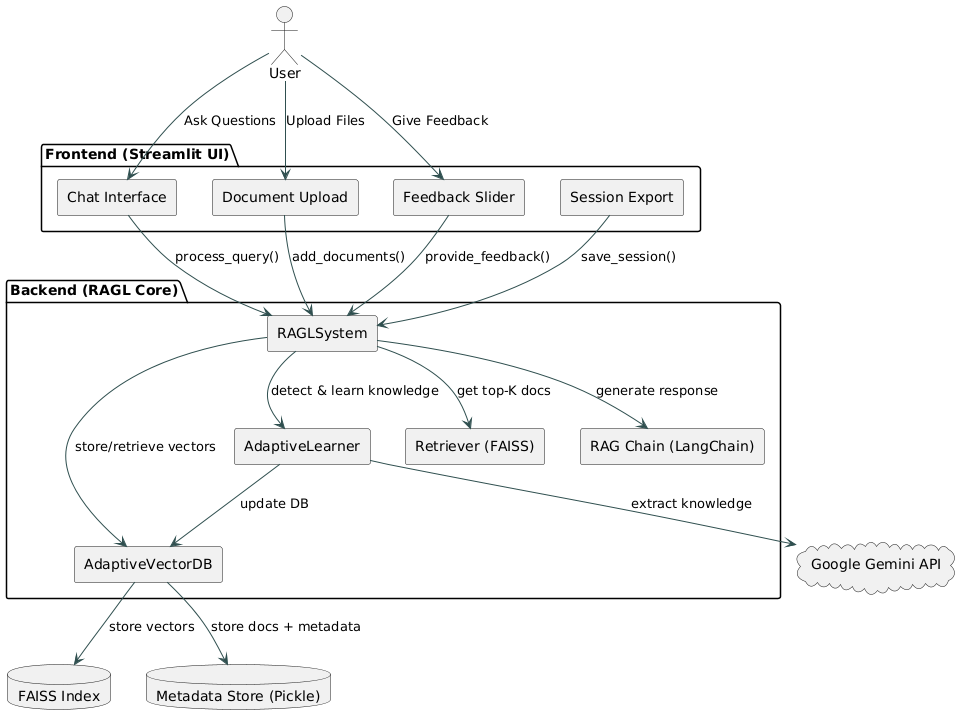 User
Ask Questions
Upload Files
Give Feedback
Frontend (Streamlit UI)
Chat Interface
Document Upload
Feedback Slider
Session Export
process_query()
add_documents()
provide_feedback()
save_session()
Backend (RAGL Core)
RAGLSystem
detect & learn knowledge
get top-K docs
generate response
store/retrieve vectors
AdaptiveLearner
Retriever (FAISS)
RAG Chain (LangChain)
update DB
extract knowledge
AdaptiveVectorDB
Google Gemini API
store vectors
store docs + metadata
FAISS Index
Metadata Store (Pickle)